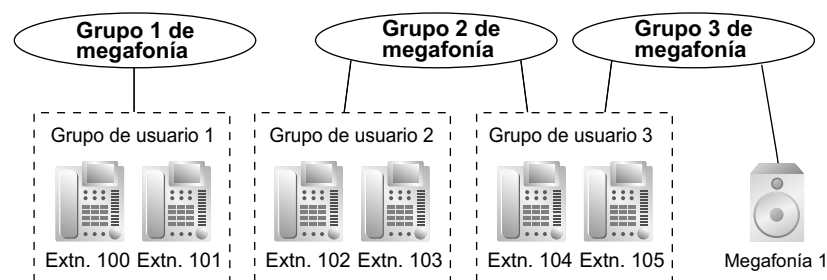 Grupo 1 de
megafonía
Grupo 2 de
megafonía
Grupo 3 de
megafonía
Grupo de usuario 1
Grupo de usuario 2
Grupo de usuario 3
Extn. 100 Extn. 101
Extn. 102 Extn. 103
Extn. 104 Extn. 105
Megafonía 1